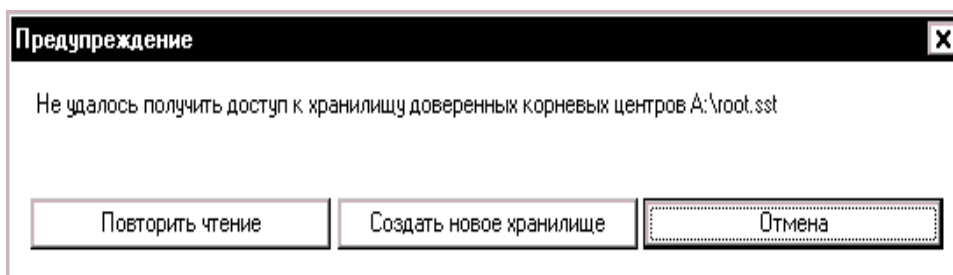 Предупреждение
Не удалось получить доступ к хранилищу доверенных корневых центров A:\root.sst
Повторить чтение
Создать новое хранилище
Отмена